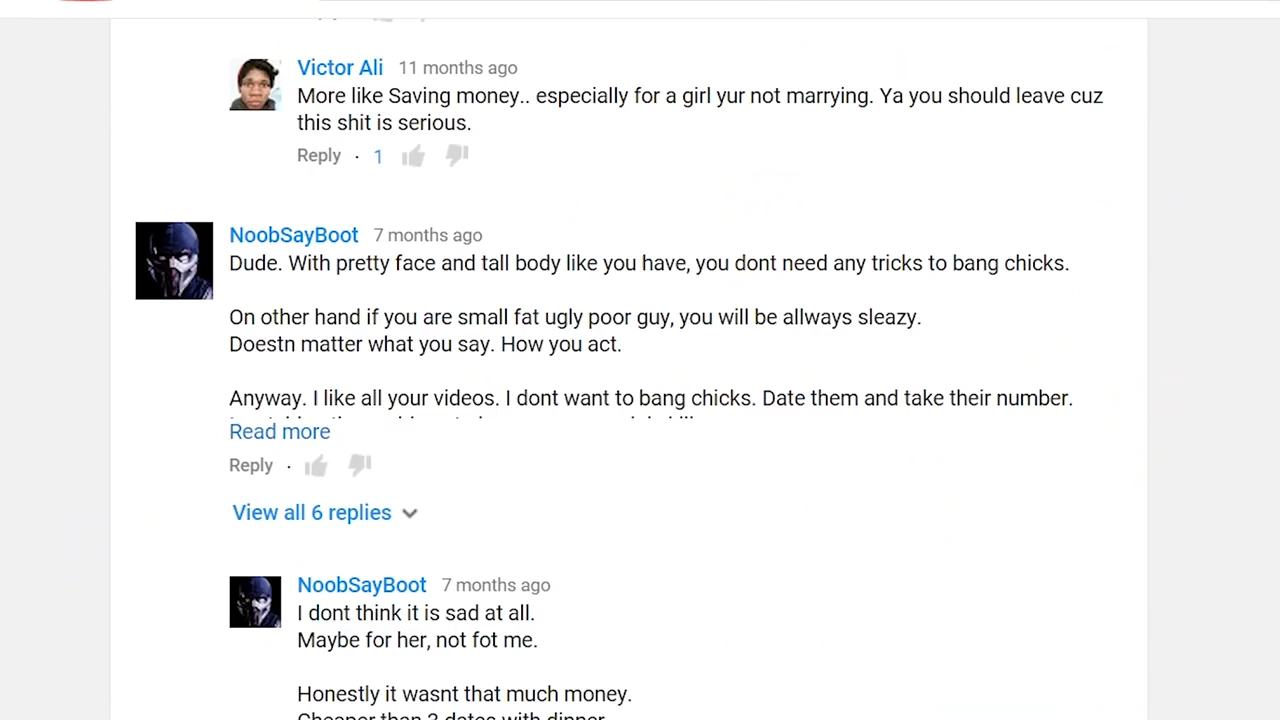 Victor Ali 11 months ago
More like Saving money.. especially for a girl yur not marrying. Ya you should leave cuz
this shit is serious.
Reply · 1
NoobSayBoot 7 months ago
Dude. With pretty face and tall body like you have, you dont need any tricks to bang chicks.
On other hand if you are small fat ugly poor guy, you will be allways sleazy.
Doestn matter what you say. How you act.
Anyway. I like all your videos. I dont want to bang chicks. Date them and take their number.
Read more
Reply ·
View all 6 replies
NoobSayBoot 7 months ago
I dont think it is sad at all.
Maybe for her, not fot me.
Honestly it wasnt that much money.
Cheaper than 3 dates with dinner